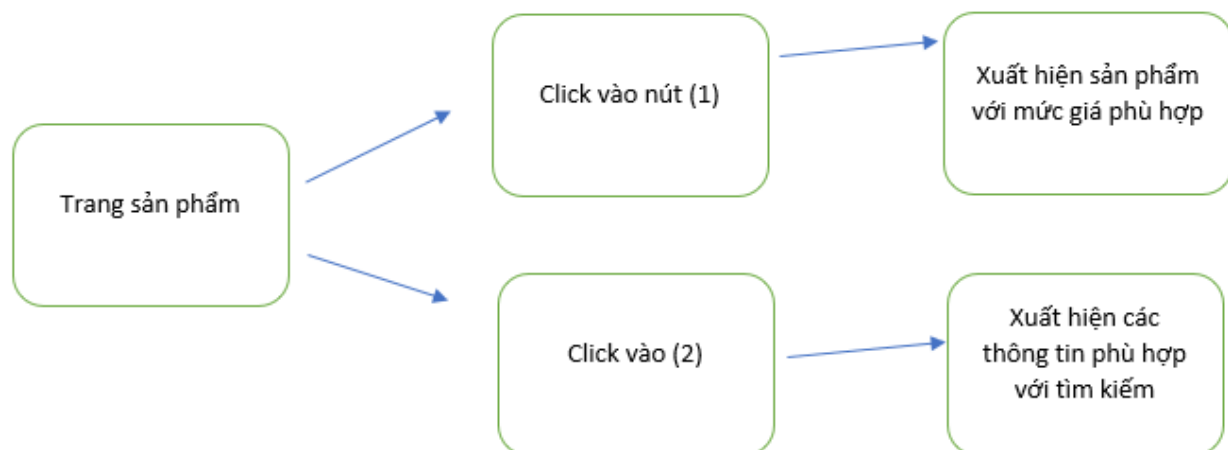 Trang sản phẩm
Click vào nút (1)
Xuất hiện sản phẩm
với mức giá phù hợp
Click vào (2)
Xuất hiện các
thông tin phù hợp
với tìm kiếm